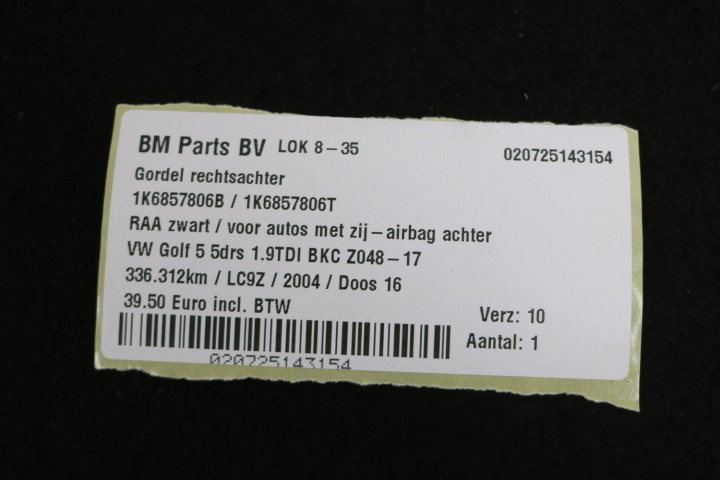 BM Parts BV LOK 8-35 020725143154
Gordel rechtsachter
1K6857806B / 1K6857806T
RAA zwart / voor autos met zij-airbag achter
VW Golf 5 5drs 1.9TDI BKC Z048-17
336.312km / LC9Z / 2004 / Doos 16
39.50 Euro incl. BTW Verz: 10
Aantal: 1
020725143154